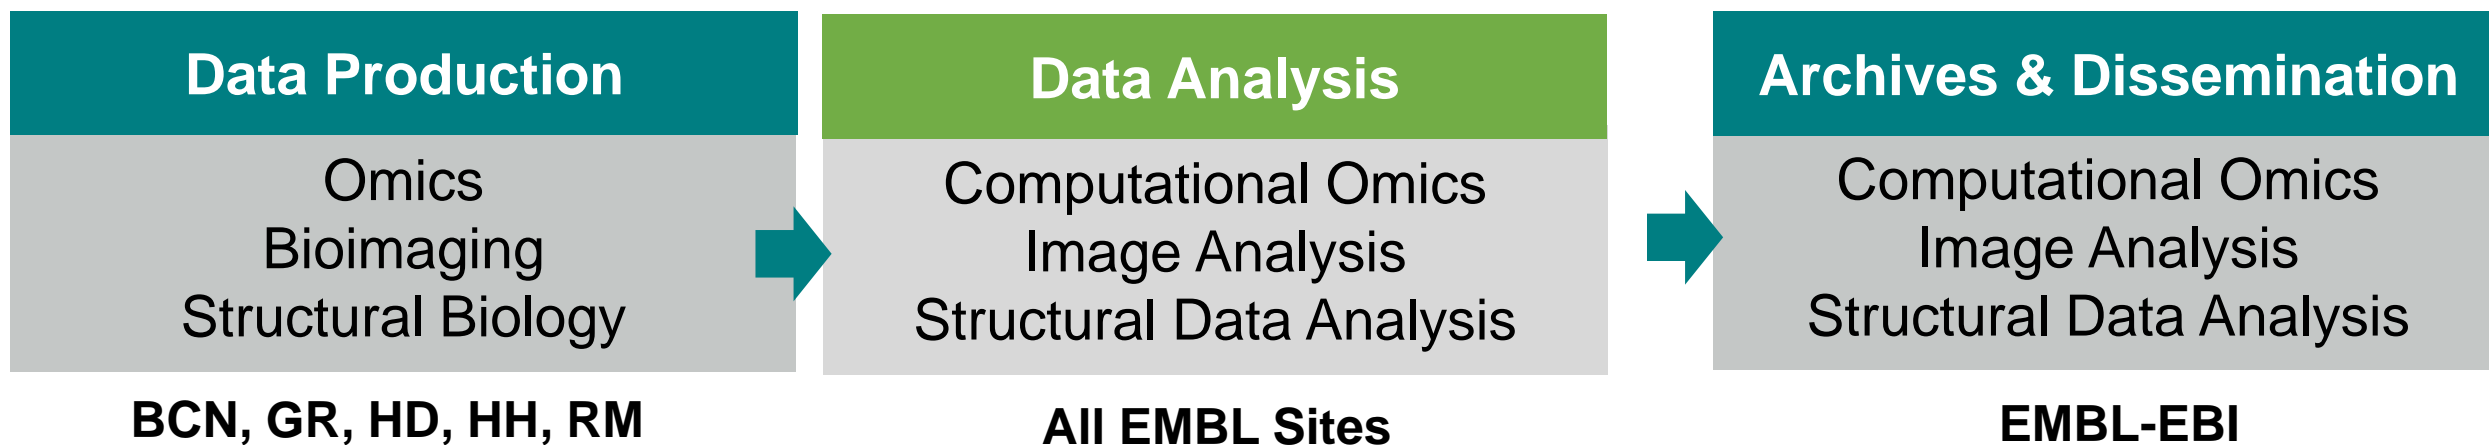 Data Production
Omics
Bioimaging
Structural Biology
BCN, GR, HD, HH, RM
Data Analysis
Computational Omics
Image Analysis
Structural Data Analysis
All EMBL Sites
Archives & Dissemination
Computational Omics
Image Analysis
Structural Data Analysis
EMBL-EBI